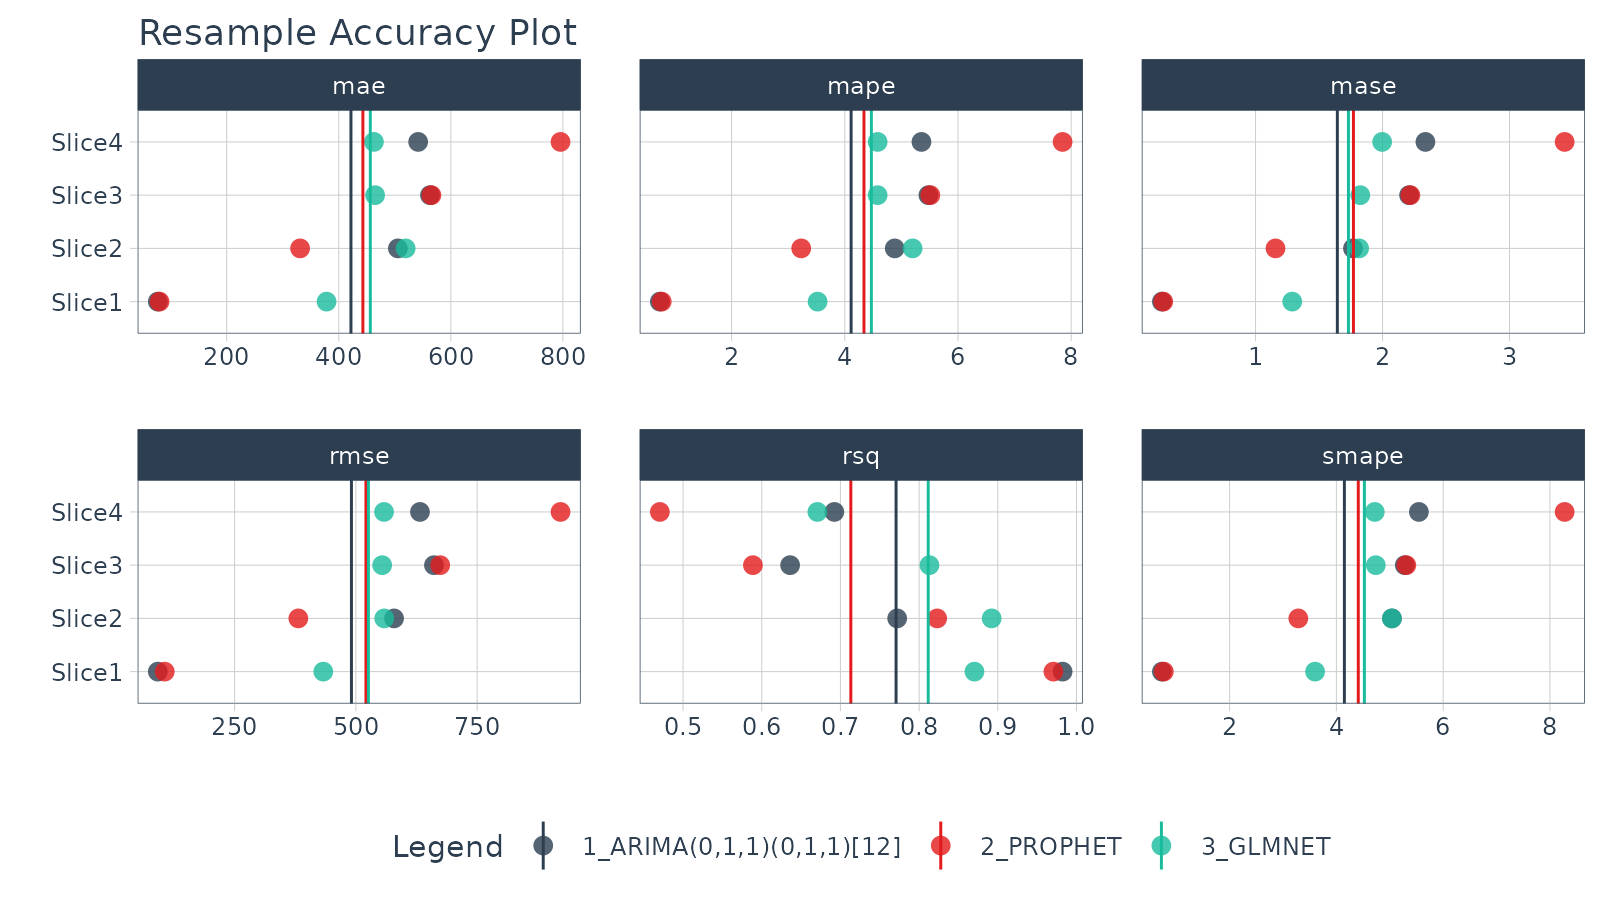 Resample Accuracy Plot
mae mape mase
Slice4
Slice3
Slice2
Slice1
200 400 600 800 2 4 6 8 1 2 3
rmse rsq smape
Slice4
Slice3
Slice2
Slice1
250 500 750 0.5 0.6 0.7 0.8 0.9 1.0 2 4 6 8
Legend 1_ARIMA(0,1,1)(0,1,1)[12] 2_PROPHET 3_GLMNET